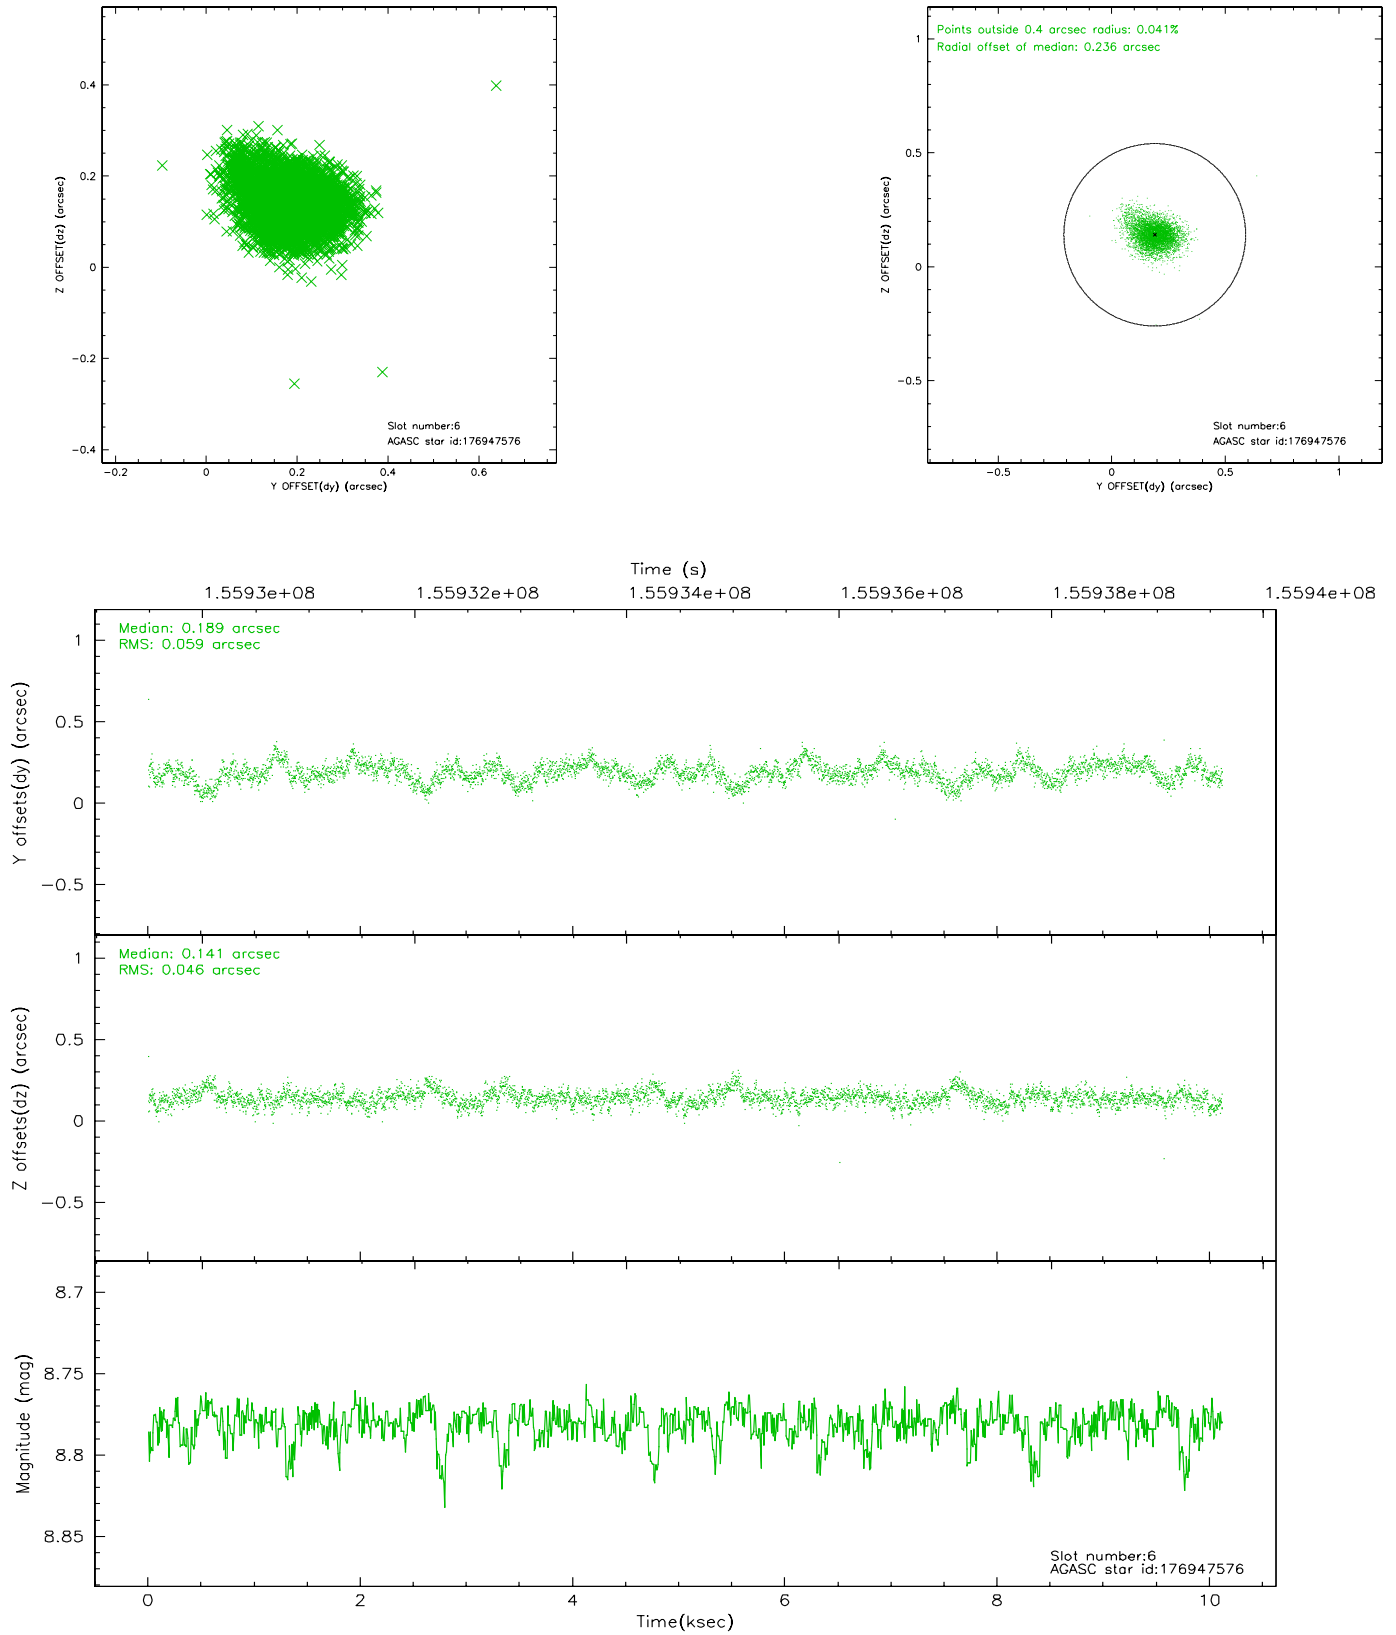 0.4
0.2
0
-0.2
-0.4
Z OFFSET(dz) (arcsec)
Slot number:6
AGASC star id:176947576
-0.2 0 0.2 0.4 0.6
Y OFFSET(dy) (arcsec)
Points outside 0.4 arcsec radius: 0.041%
Radial offset of median: 0.236 arcsec
1
0.5
0
-0.5
Z OFFSET(dz) (arcsec)
Slot number:6
AGASC star id:176947576
-0.5 0 0.5 1
Y OFFSET(dy) (arcsec)
Time (s)
1.5593e+08 1.55932e+08 1.55934e+08 1.55936e+08 1.55938e+08 1.5594e+08
Median: 0.189 arcsec
RMS: 0.059 arcsec
1
0.5
0
-0.5
Y offsets(dy) (arcsec)
Median: 0.141 arcsec
RMS: 0.046 arcsec
1
0.5
0
-0.5
Z offsets(dz) (arcsec)
8.7
8.75
8.8
8.85
Magnitude (mag)
Slot number:6
AGASC star id:176947576
0 2 4 6 8 10
Time(ksec)